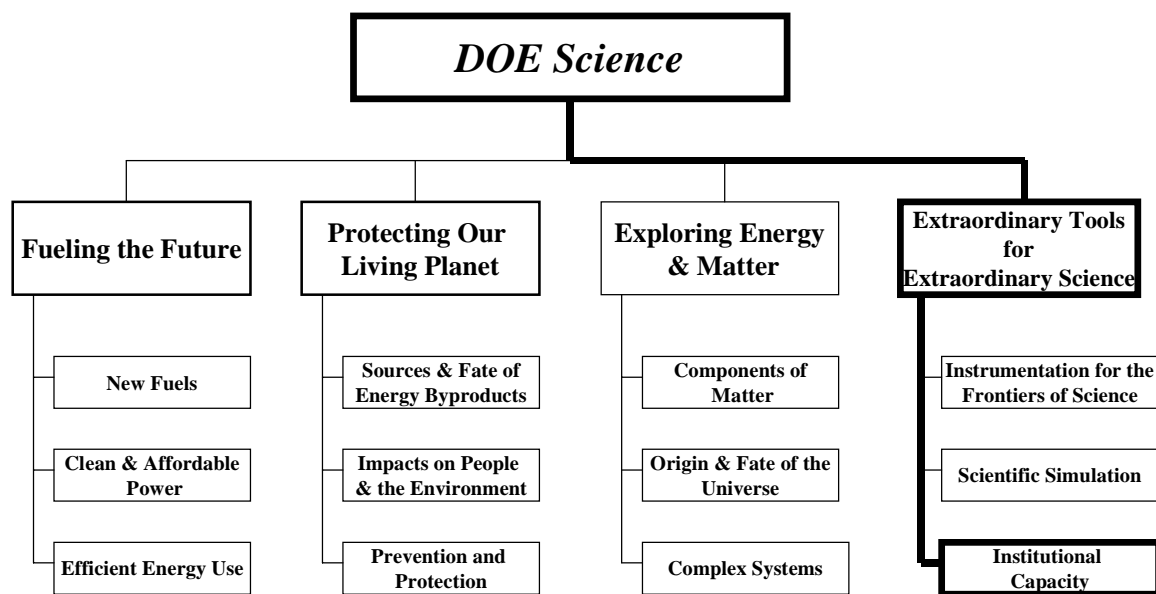 DOE Science
Fueling the Future
Protecting Our
Living Planet
Exploring Energy
& Matter
Extraordinary Tools
for
Extraordinary Science
New Fuels
Sources & Fate of
Energy Byproducts
Components of
Matter
Instrumentation for the
Frontiers of Science
Clean & Affordable
Power
Impacts on People
& the Environment
Origin & Fate of the
Universe
Scientific Simulation
Efficient Energy Use
Prevention and
Protection
Complex Systems
Institutional
Capacity